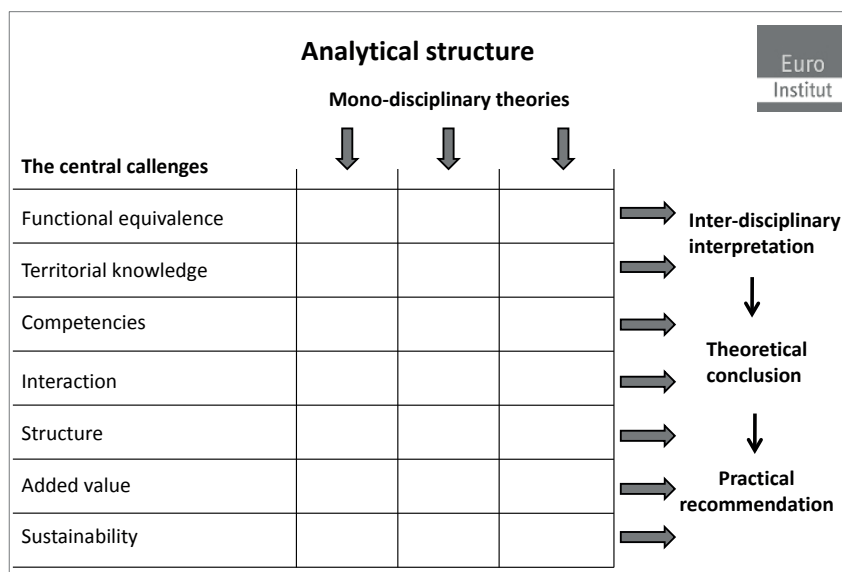 Analytical structure
Euro
Institut
Mono-disciplinary theories
The central callenges
Functional equivalence
Territorial knowledge
Competencies
Interaction
Structure
Added value
Sustainability
Inter-disciplinary
interpretation
Theoretical
conclusion
Practical
recommendation